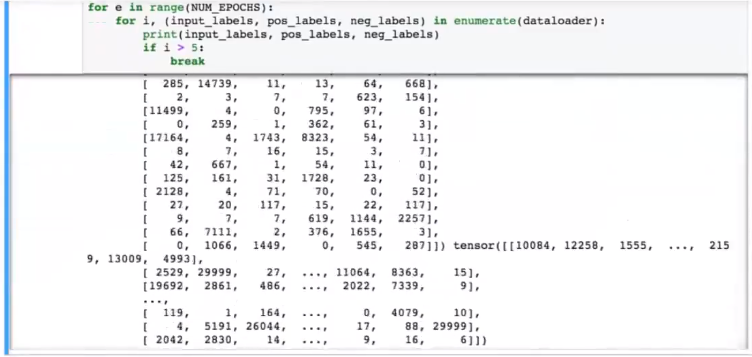 for e in range(NUM_EPOCHS):
    for i, (input_labels, pos_labels, neg_labels) in enumerate(dataloader):
        print(input_labels, pos_labels, neg_labels)
        if i > 5:
            break
[  285, 14739,    11,    13,    64,   668],
[    2,     3,     7,     7,   623,   154],
[11499,     4,     0,   795,    97,     6],
[    0,   259,     1,   362,    61,     3],
[17164,     4,  1743,  8323,    54,    11],
[    8,     7,    16,    15,     3,     7],
[   42,   667,     1,    54,    11,     0],
[  125,   161,    31,  1728,    23,     0],
[ 2128,     4,    71,    70,     0,    52],
[   27,    20,   117,    15,    22,   117],
[    9,     7,     7,   619,  1144,  2257],
[   66,  7111,     2,   376,  1655,     3],
[    0,  1066,  1449,     0,   545,   287]]) tensor([[10084, 12258,  1555,  ...,   215
9, 13009,  4993],
[ 2529, 29999,    27,  ..., 11064,  8363,    15],
[19692,  2861,   486,  ...,  2022,  7339,     9],
...,
[  119,     1,   164,  ...,     0,  4079,    10],
[    4,  5191, 26044,  ...,    17,    88, 29999],
[ 2042,  2830,    14,  ...,     9,    16,     6]])